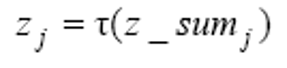 z_j = τ(z_sum_j)